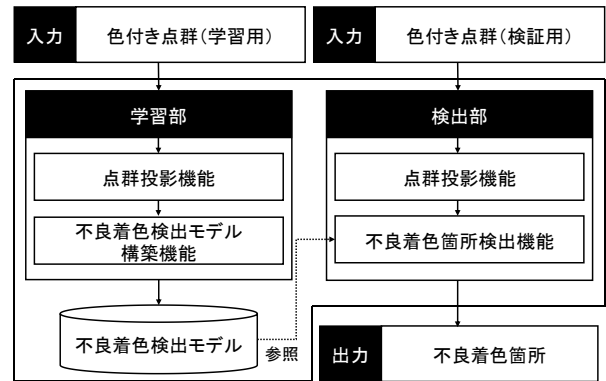 入力
色付き点群(学習用)
入力
色付き点群(検証用)
学習部
点群投影機能
不良着色検出モデル
構築機能
不良着色検出モデル
検出部
点群投影機能
不良着色箇所検出機能
参照
出力
不良着色箇所